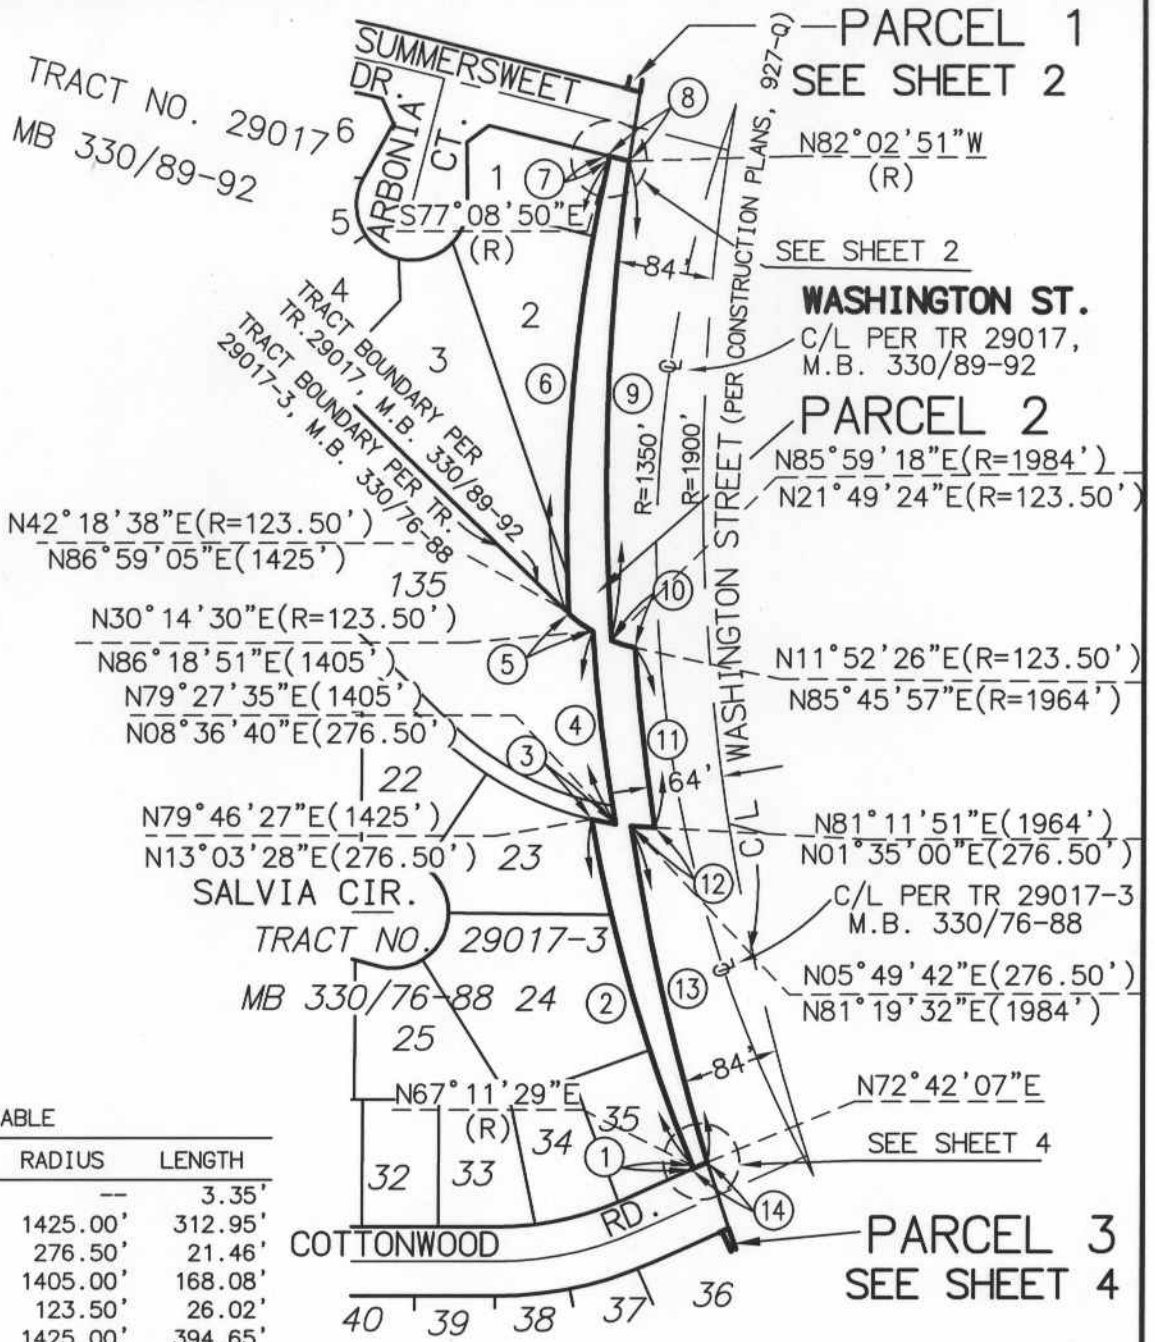 PARCEL 1
SEE SHEET 2
SUMMERSWEET
DR.
TRACT NO. 29017
MB 330/89-92
ARBONIA
CT.
6
5
1
7
8
N82°02'51"W
(R)
S77°08'50"E
(R)
SEE SHEET 2
84'
WASHINGTON ST.
C/L PER TR 29017,
M.B. 330/89-92
WASHINGTON STREET (PER CONSTRUCTION PLANS, 927-Q)
4
3
2
TRACT BOUNDARY PER
TR.29017, M.B. 330/89-92
TRACT BOUNDARY PER TR.
29017-3, M.B. 330/76-88
6
9
R=1350'
R=1900'
PARCEL 2
N85°59'18"E(R=1984')
N21°49'24"E(R=123.50')
N42°18'38"E(R=123.50')
N86°59'05"E(1425')
135
10
N30°14'30"E(R=123.50')
N86°18'51"E(1405')
5
N11°52'26"E(R=123.50')
N85°45'57"E(R=1964')
N79°27'35"E(1405')
N08°36'40"E(276.50')
4
3
11
64'
22
N79°46'27"E(1425')
N13°03'28"E(276.50')
23
C/L
N81°11'51"E(1964')
N01°35'00"E(276.50')
12
SALVIA CIR.
C/L PER TR 29017-3
M.B. 330/76-88
TRACT NO. 29017-3
MB 330/76-88
24
2
13
N05°49'42"E(276.50')
N81°19'32"E(1984')
25
84'
N67°11'29"E
(R)
N72°42'07"E
35
34
33
32
1
SEE SHEET 4
14
COTTONWOOD
RD.
PARCEL 3
SEE SHEET 4
40
39
38
37
36
ABLE
RADIUS LENGTH
-- 3.35'
1425.00' 312.95'
276.50' 21.46'
1405.00' 168.08'
123.50' 26.02'
1425.00' 394.65'